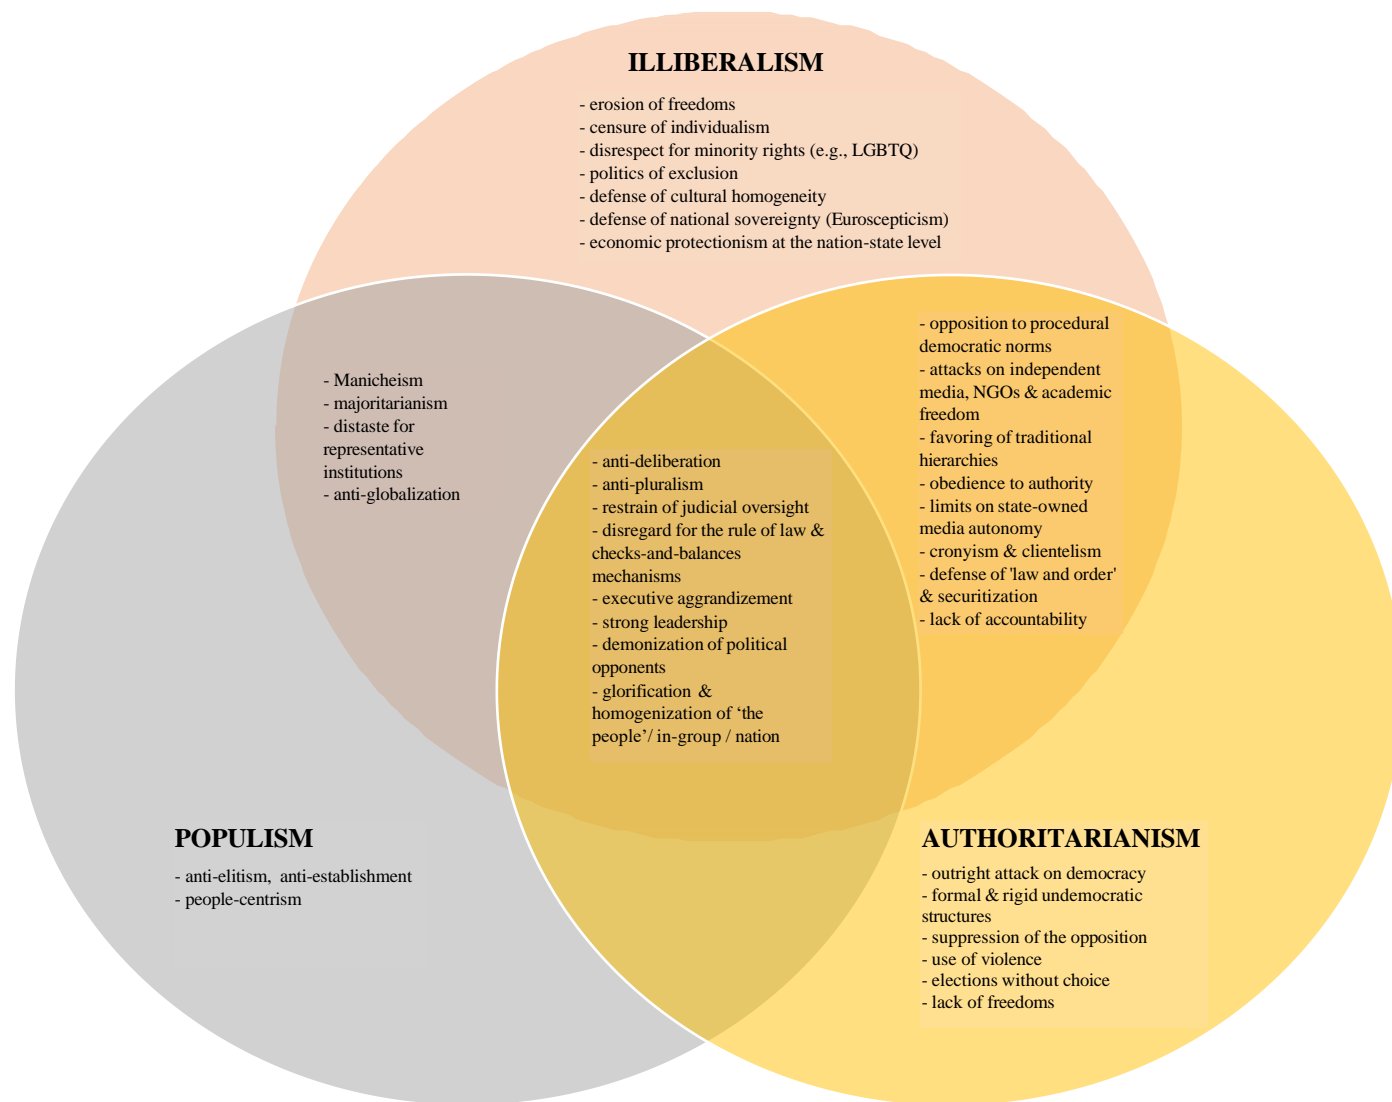 ILLIBERALISM
- erosion of freedoms
- censure of individualism
- disrespect for minority rights (e.g., LGBTQ)
- politics of exclusion
- defense of cultural homogeneity
- defense of national sovereignty (Euroscepticism)
- economic protectionism at the nation-state level
- Manicheism
- majoritarianism
- distaste for
representative
institutions
- anti-globalization
- anti-deliberation
- anti-pluralism
- restrain of judicial oversight
- disregard for the rule of law &
checks-and-balances
mechanisms
- executive aggrandizement
- strong leadership
- demonization of political
opponents
- glorification &
homogenization of ‘the
people’/ in-group / nation
- opposition to procedural
democratic norms
- attacks on independent
media, NGOs & academic
freedom
- favoring of traditional
hierarchies
- obedience to authority
- limits on state-owned
media autonomy
- cronyism & clientelism
- defense of 'law and order'
& securitization
- lack of accountability
POPULISM
- anti-elitism, anti-establishment
- people-centrism
AUTHORITARIANISM
- outright attack on democracy
- formal & rigid undemocratic
structures
- suppression of the opposition
- use of violence
- elections without choice
- lack of freedoms